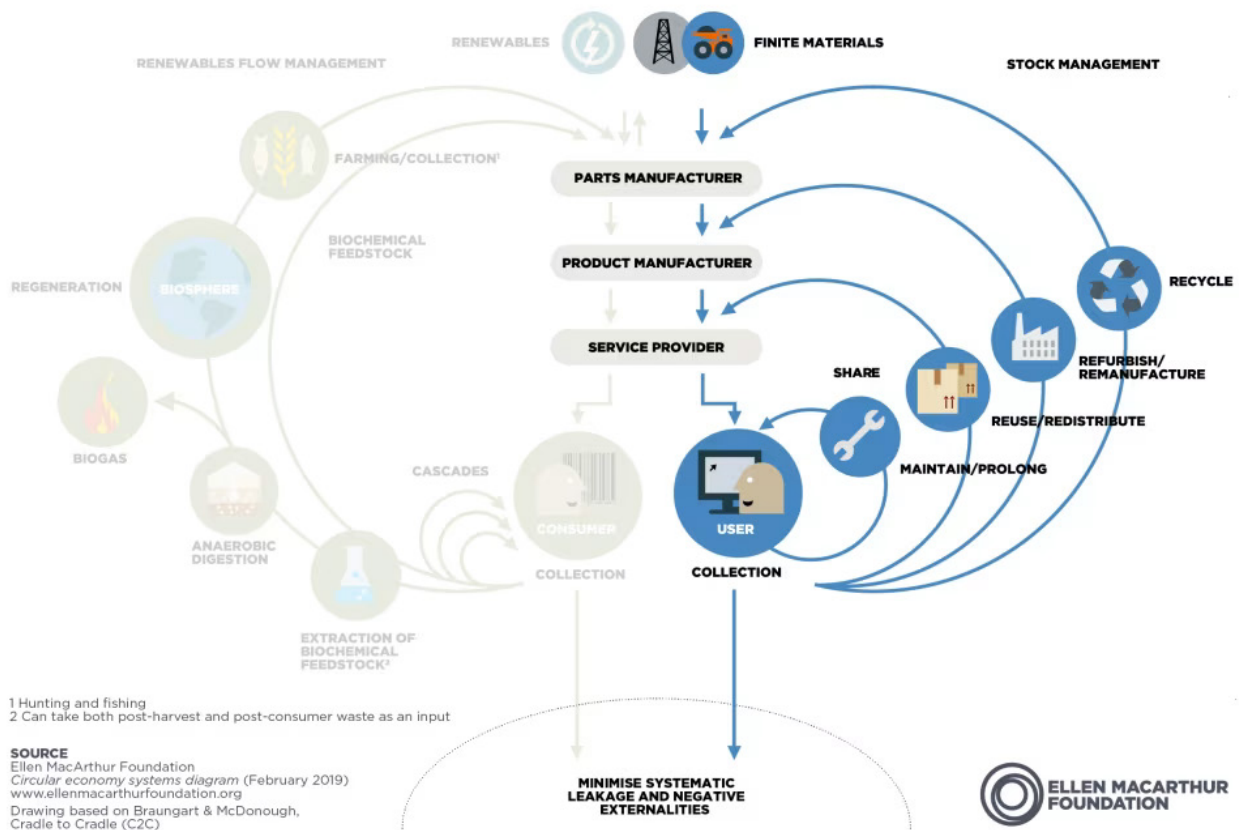 RENEWABLES
FINITE MATERIALS
RENEWABLES FLOW MANAGEMENT
STOCK MANAGEMENT
FARMING/COLLECTION¹
PARTS MANUFACTURER
BIOCHEMICAL
FEEDSTOCK
PRODUCT MANUFACTURER
REGENERATION
BIOSPHERE
RECYCLE
SERVICE PROVIDER
SHARE
REFURBISH/
REMANUFACTURE
REUSE/REDISTRIBUTE
BIOGAS
CASCADES
MAINTAIN/PROLONG
CONSUMER
USER
ANAEROBIC
DIGESTION
COLLECTION
COLLECTION
EXTRACTION OF
BIOCHEMICAL
FEEDSTOCK²
1 Hunting and fishing
2 Can take both post-harvest and post-consumer waste as an input
SOURCE
Ellen MacArthur Foundation
Circular economy systems diagram (February 2019)
www.ellenmacarthurfoundation.org
Drawing based on Braungart & McDonough,
Cradle to Cradle (C2C)
MINIMISE SYSTEMATIC
LEAKAGE AND NEGATIVE
EXTERNALITIES
ELLEN MACARTHUR
FOUNDATION